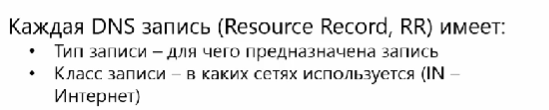 Каждая DNS запись (Resource Record, RR) имеет:
• Тип записи – для чего предназначена запись
• Класс записи – в каких сетях используется (IN –
Интернет)